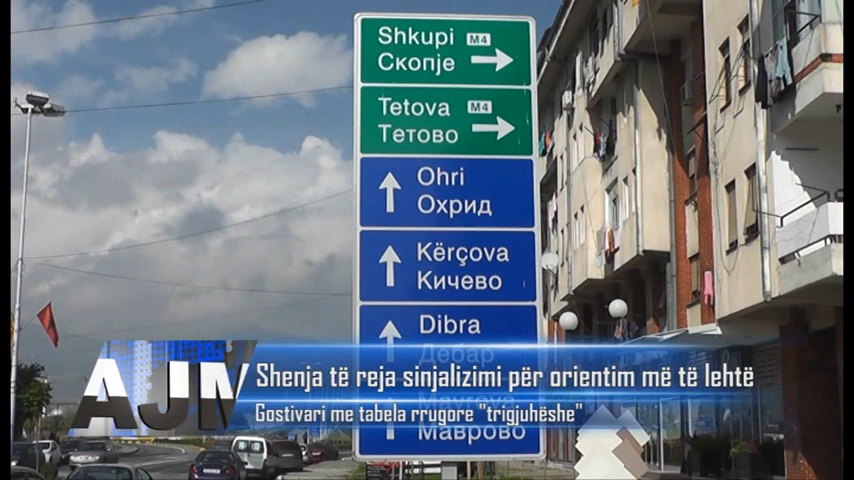 Shkupi M4
Скопје
Tetova M4
Тетово
Ohri
Охрид
Kërçova
Кичево
Dibra
Дебар
Mavrova
Маврово
AJM
Shenja të reja sinjalizimi për orientim më të lehtë
Gostivari me tabela rrugore "trigjuhëshe"